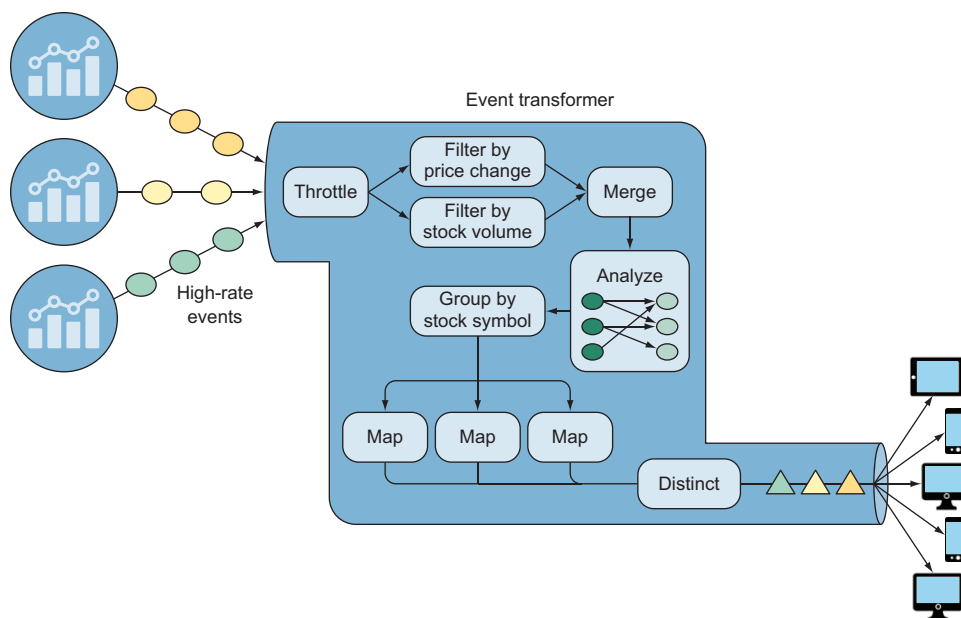 Event transformer
Throttle
Filter by
price change
Filter by
stock volume
Merge
Analyze
Group by
stock symbol
High-rate
events
Map
Map
Map
Distinct